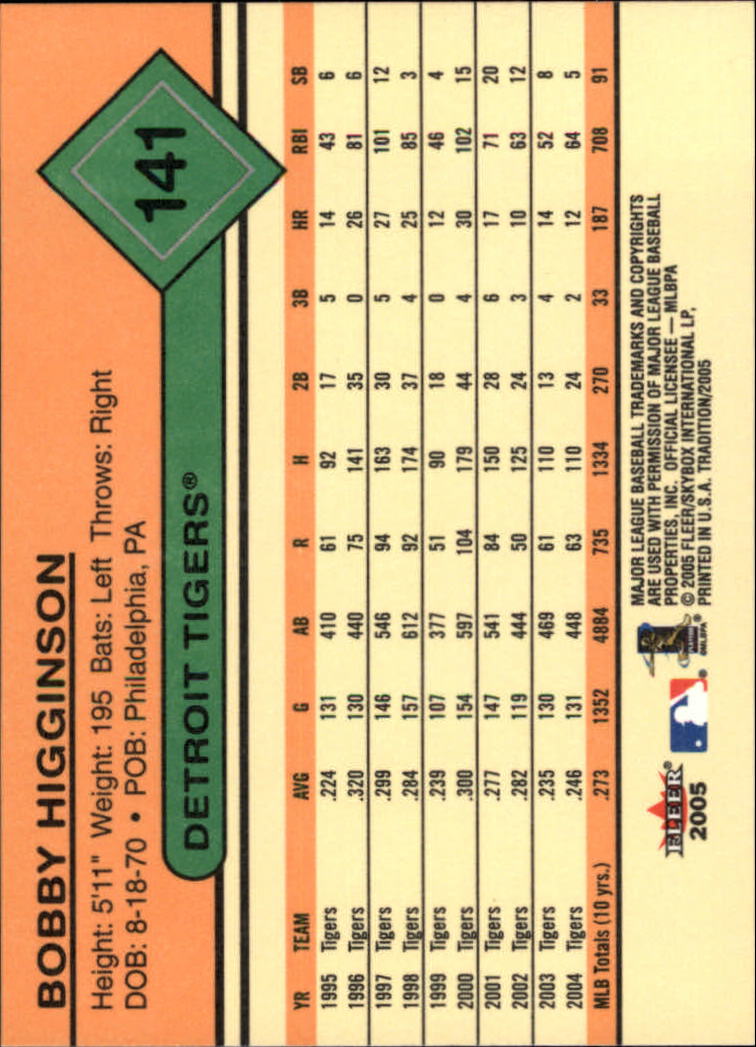 BOBBY HIGGINSON
Height: 5'11" Weight: 195 Bats: Left Throws: Right
DOB: 8-18-70 • POB: Philadelphia, PA
141
DETROIT TIGERS®
YR TEAM AVG G AB R H 2B 3B HR RBI SB
1995 Tigers .224 131 410 61 92 17 5 14 43 6
1996 Tigers .320 130 440 75 141 35 0 26 81 6
1997 Tigers .299 146 546 94 163 30 5 27 101 12
1998 Tigers .284 157 612 92 174 37 4 25 85 3
1999 Tigers .239 107 377 51 90 18 0 12 46 4
2000 Tigers .300 154 597 104 179 44 4 30 102 15
2001 Tigers .277 147 541 84 150 28 6 17 71 20
2002 Tigers .282 119 444 50 125 24 3 10 63 12
2003 Tigers .235 130 469 61 110 13 4 14 52 8
2004 Tigers .246 131 448 63 110 24 2 12 64 5
MLB Totals (10 yrs.) .273 1352 4884 735 1334 270 33 187 708 91
FLEER®
2005
®
®
©MLBPA
MAJOR LEAGUE BASEBALL TRADEMARKS AND COPYRIGHTS
ARE USED WITH PERMISSION OF MAJOR LEAGUE BASEBALL
PROPERTIES, INC. OFFICIAL LICENSEE — MLBPA
© 2005 FLEER/SKYBOX INTERNATIONAL LP,
PRINTED IN U.S.A. TRADITION/2005